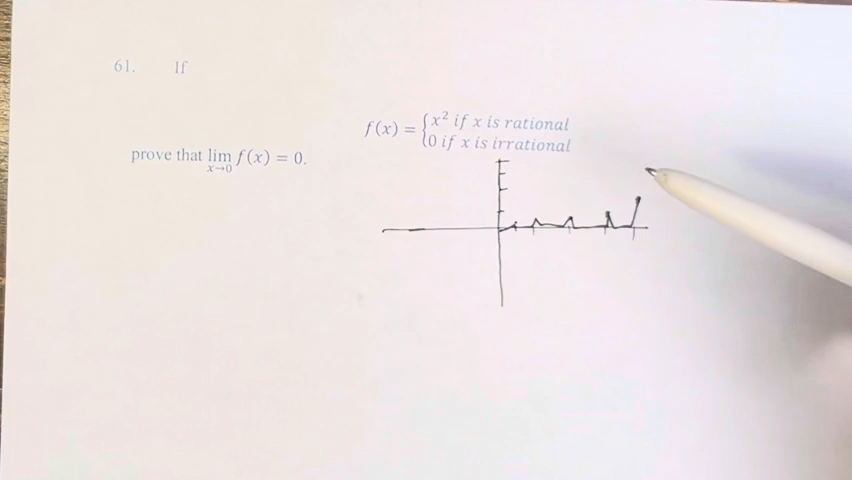 61. If
f(x) = {x² if x is rational
0 if x is irrational
prove that lim f(x) = 0.
x→0